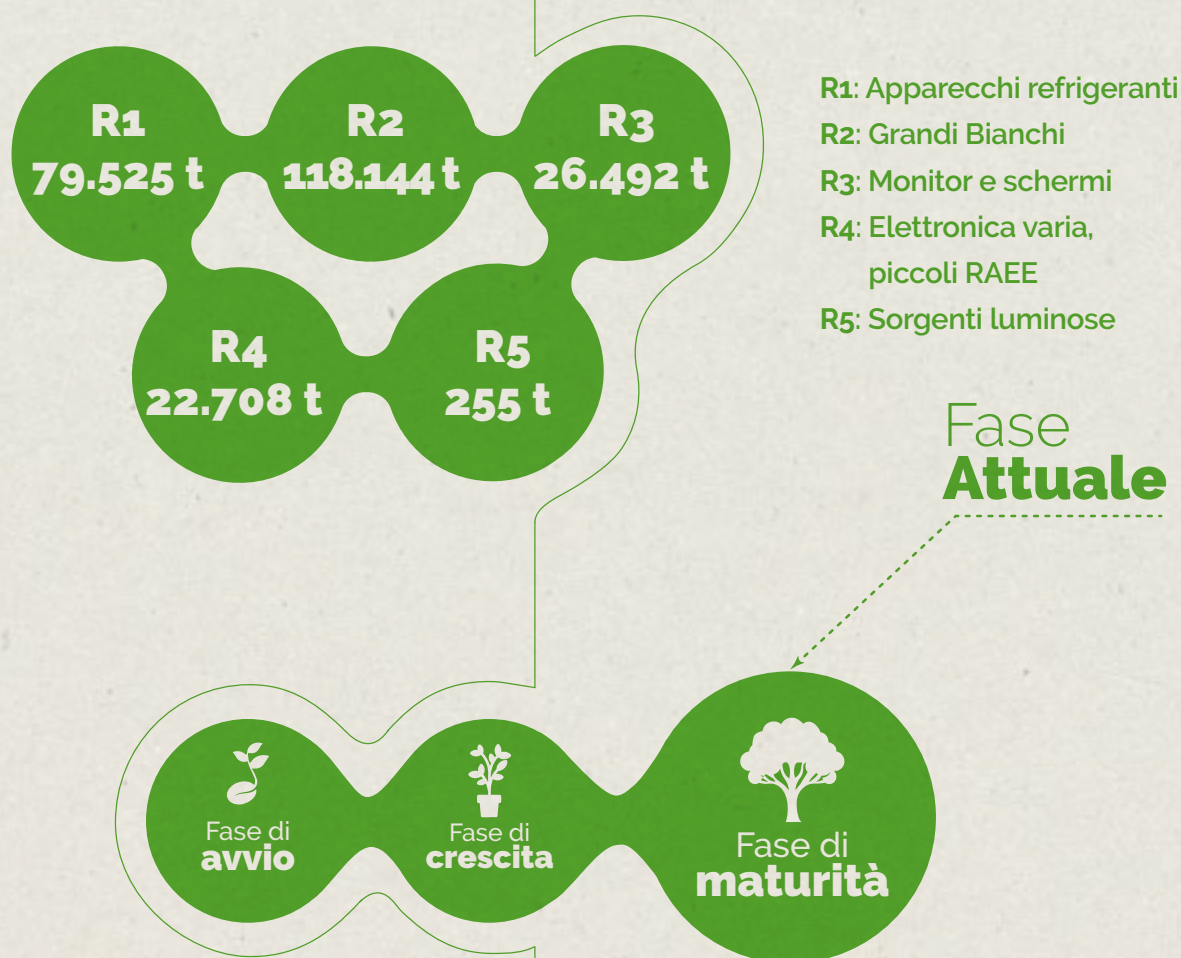 R1
79.525 t
R2
118.144 t
R3
26.492 t
R4
22.708 t
R5
255 t
R1: Apparecchi refrigeranti
R2: Grandi Bianchi
R3: Monitor e schermi
R4: Elettronica varia,
piccoli RAEE
R5: Sorgenti luminose
Fase
Attuale
Fase di
avvio
Fase di
crescita
Fase di
maturità